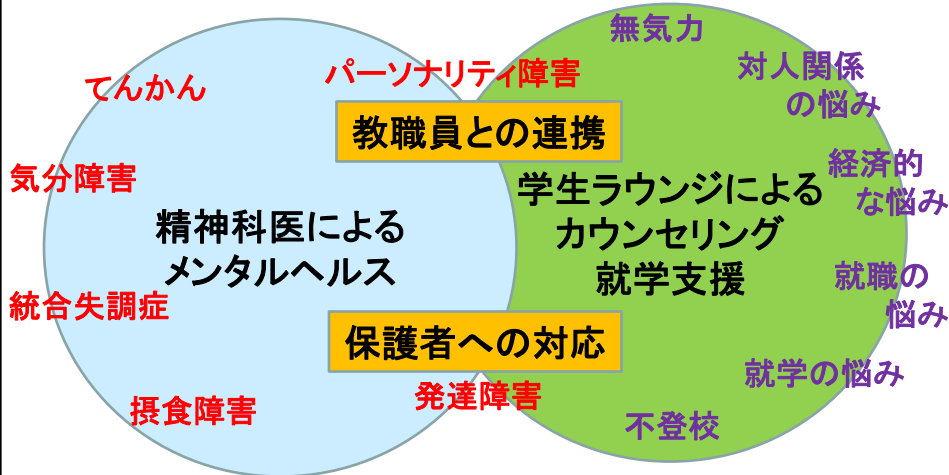 無気力
対人関係
の悩み
パーソナリティ障害
てんかん
教職員との連携
経済的
な悩み
気分障害
学生ラウンジによる
カウンセリング
就学支援
精神科医による
メンタルヘルス
就職の
悩み
統合失調症
保護者への対応
就学の悩み
発達障害
摂食障害
不登校